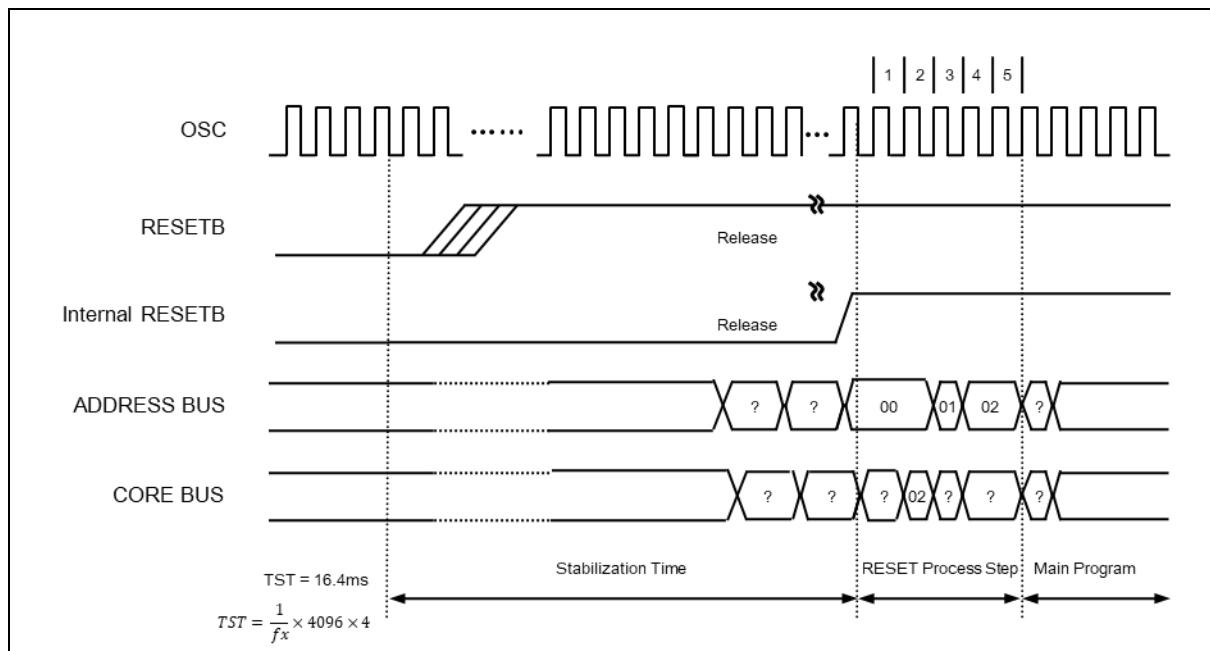 1 2 3 4 5
OSC
RESETB
Release
Internal RESETB
Release
ADDRESS BUS
? ? 00 01 02 ?
CORE BUS
? ? ? 02 ? ? ?
TST = 16.4ms
Stabilization Time
RESET Process Step
Main Program
TST = 1/fx × 4096 × 4